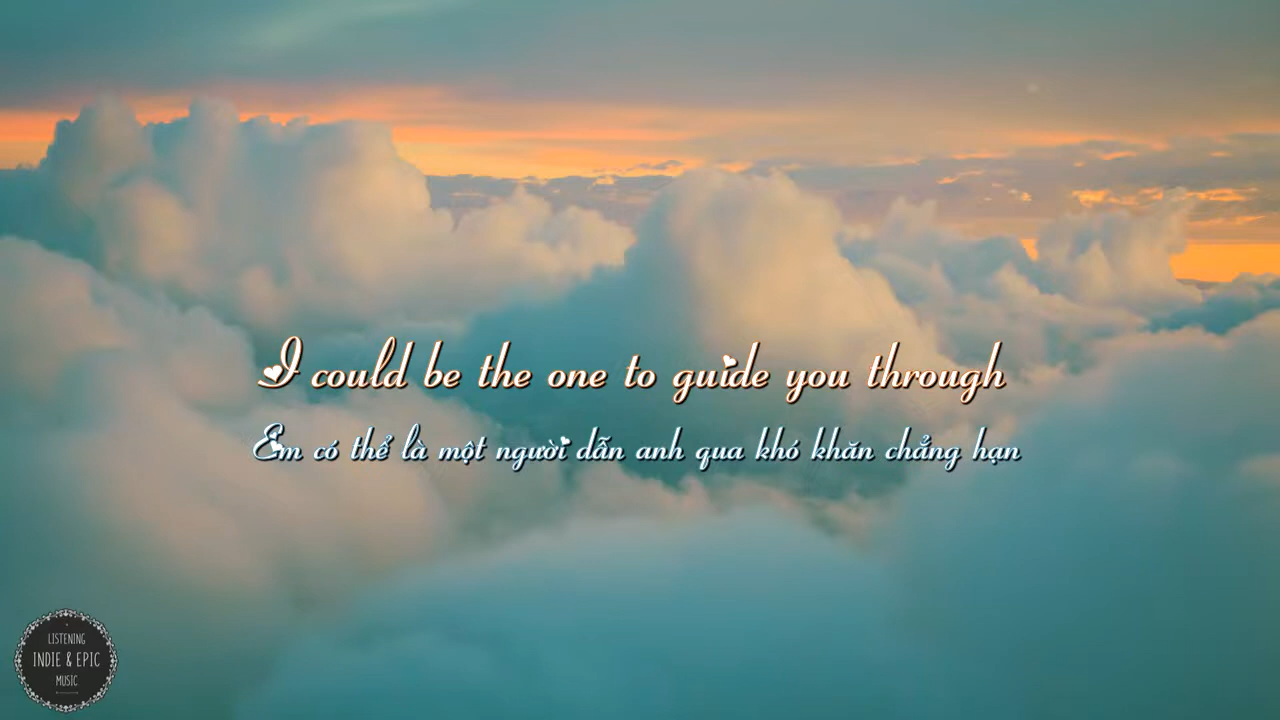 I could be the one to guide you through
Em có thể là một người dẫn anh qua khó khăn chẳng hạn
LISTENING
INDIE & EPIC
MUSIC